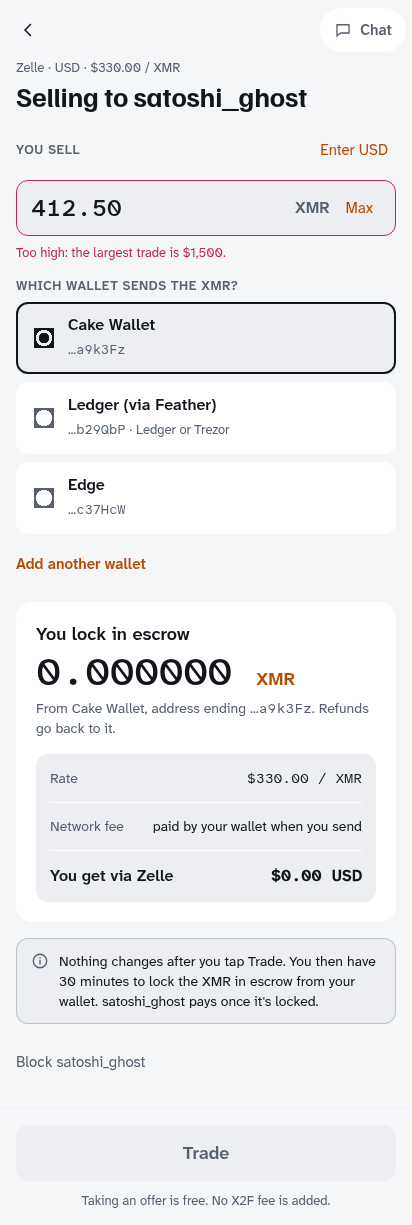 Chat
Zelle · USD · $330.00 / XMR
Selling to satoshi_ghost
YOU SELL
Enter USD
412.50 XMR Max
Too high: the largest trade is $1,500.
WHICH WALLET SENDS THE XMR?
Cake Wallet
…a9k3Fz
Ledger (via Feather)
…b29QbP · Ledger or Trezor
Edge
…c37HcW
Add another wallet
You lock in escrow
0.000000 XMR
From Cake Wallet, address ending …a9k3Fz. Refunds
go back to it.
Rate $330.00 / XMR
Network fee paid by your wallet when you send
You get via Zelle $0.00 USD
Nothing changes after you tap Trade. You then have
30 minutes to lock the XMR in escrow from your
wallet. satoshi_ghost pays once it's locked.
Block satoshi_ghost
Trade
Taking an offer is free. No X2F fee is added.